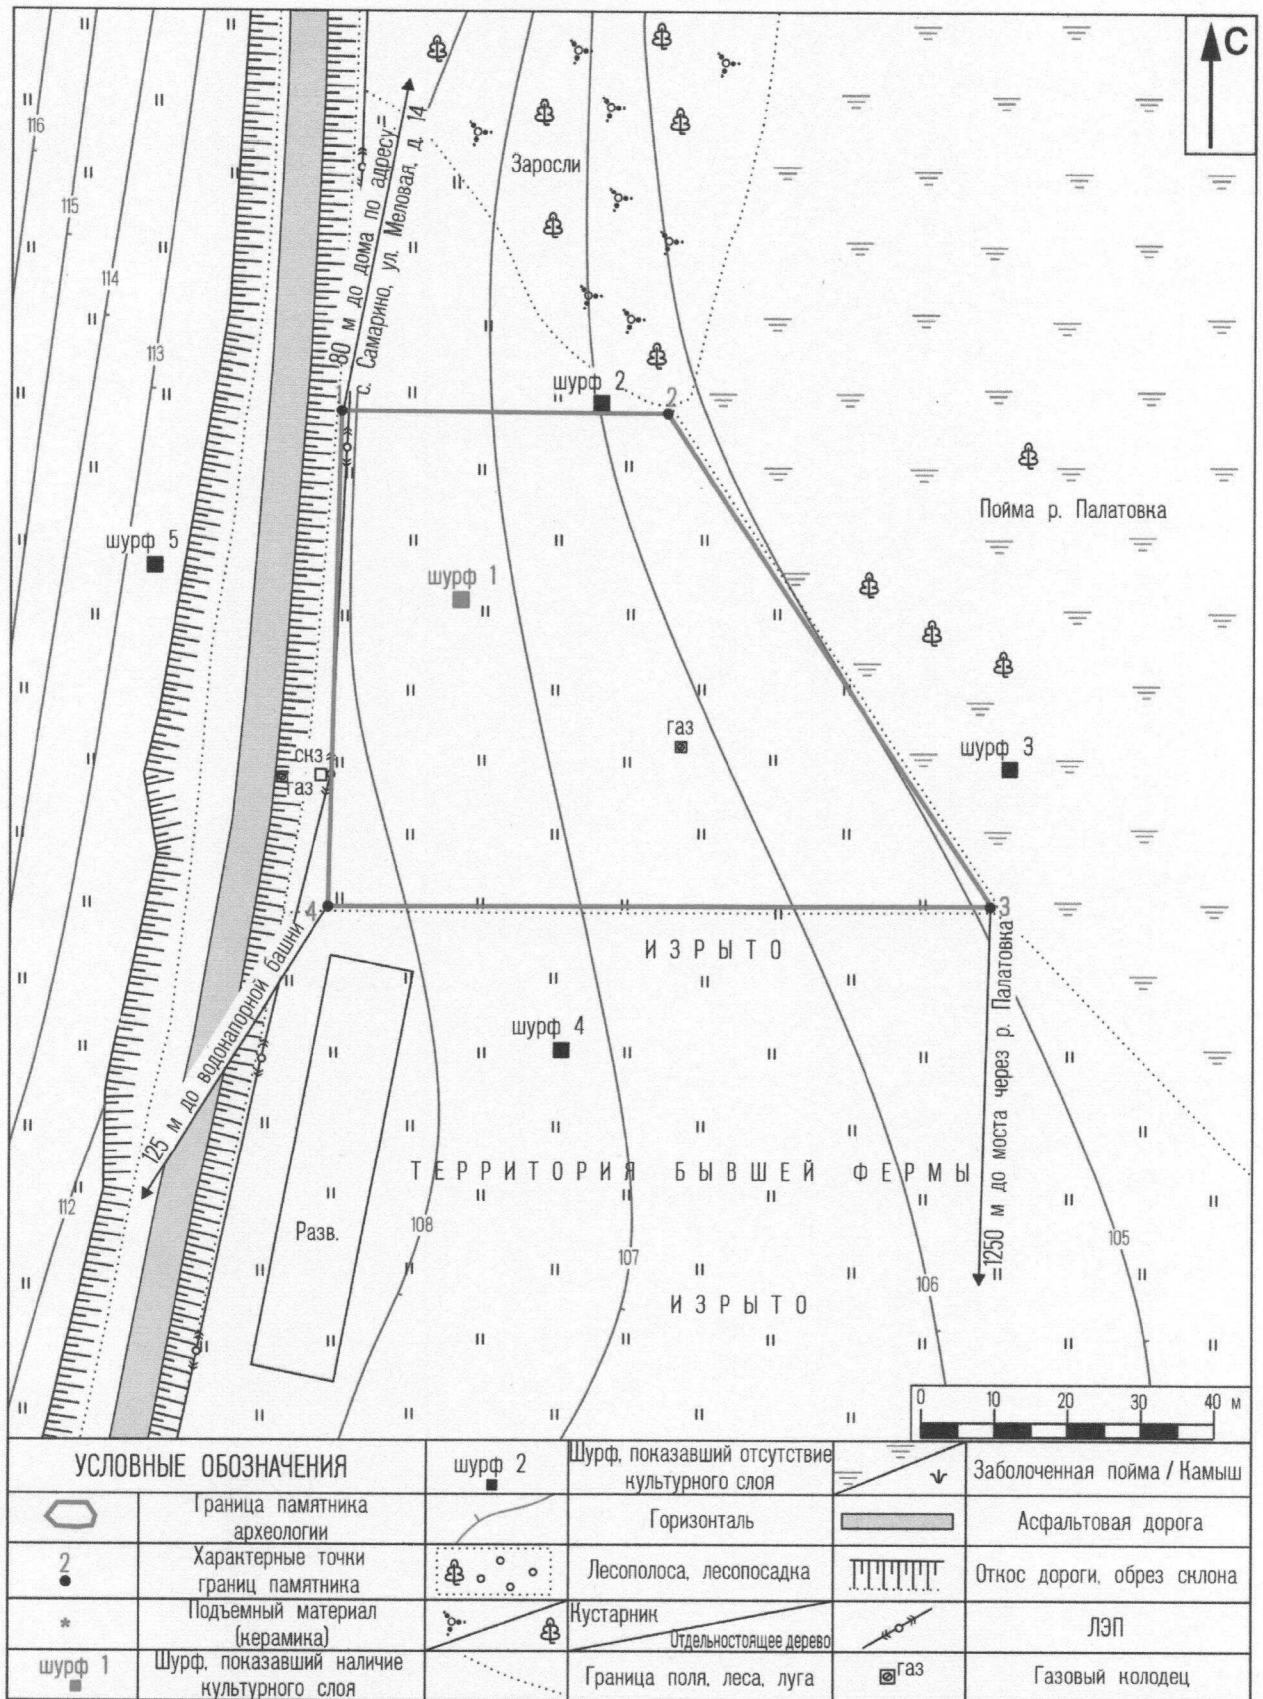 С
116
115
114
113
112
80 м до дома по адресу:
с. Самарино, ул. Меловая, д. 14
Заросли
1
шурф 2
2
Пойма р. Палатовка
шурф 5
шурф 1
газ
шурф 3
скз
газ
4
3
ИЗРЫТО
125 м до водонапорной башни
шурф 4
1250 м до моста через р. Палатовка
ТЕРРИТОРИЯ БЫВШЕЙ ФЕРМЫ
Разв.
108
107
106
105
ИЗРЫТО
0 10 20 30 40 м
УСЛОВНЫЕ ОБОЗНАЧЕНИЯ
Граница памятника
археологии
2
Характерные точки
границ памятника
*
Подъемный материал
(керамика)
шурф 1
Шурф, показавший наличие
культурного слоя
шурф 2
Шурф, показавший отсутствие
культурного слоя
Горизонталь
Лесополоса, лесопосадка
Кустарник
Отдельностоящее дерево
Граница поля, леса, луга
Заболоченная пойма / Камыш
Асфальтовая дорога
Откос дороги, обрез склона
ЛЭП
газ
Газовый колодец